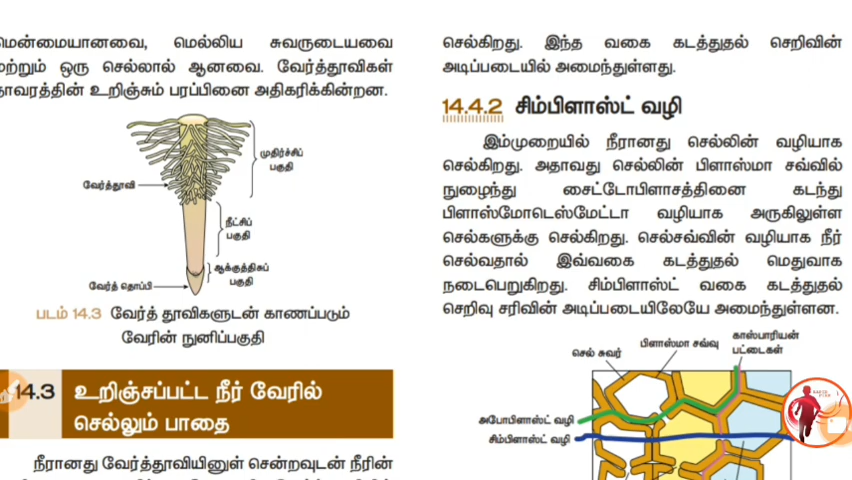 மென்மையானவை, மெல்லிய சுவருடையவை
மற்றும் ஒரு செல்லால் ஆனவை. வேர்த்தூவிகள்
தாவரத்தின் உறிஞ்சும் பரப்பினை அதிகரிக்கின்றன.
முதிர்ச்சிப்
பகுதி
வேர்த்தூவி
நீட்சிப்
பகுதி
ஆக்குத்திசுப்
பகுதி
வேர்த் தொப்பி
படம் 14.3 வேர்த் தூவிகளுடன் காணப்படும்
வேரின் நுனிப்பகுதி
14.3 உறிஞ்சப்பட்ட நீர் வேரில்
செல்லும் பாதை
நீரானது வேர்த்தூவியினுள் சென்றவுடன் நீரின்
செல்கிறது. இந்த வகை கடத்துதல் செறிவின்
அடிப்படையில் அமைந்துள்ளது.
14.4.2 சிம்பிளாஸ்ட் வழி
இம்முறையில் நீரானது செல்லின் வழியாக
செல்கிறது. அதாவது செல்லின் பிளாஸ்மா சவ்வில்
நுழைந்து சைட்டோபிளாசத்தினை கடந்து
பிளாஸ்மோடெஸ்மேட்டா வழியாக அருகிலுள்ள
செல்களுக்கு செல்கிறது. செல்சவ்வின் வழியாக நீர்
செல்வதால் இவ்வகை கடத்துதல் மெதுவாக
நடைபெறுகிறது. சிம்பிளாஸ்ட் வகை கடத்துதல்
செறிவு சரிவின் அடிப்படையிலேயே அமைந்துள்ளன.
காஸ்பாரியன்
பட்டைகள்
பிளாஸ்மா சவ்வு
செல் சுவர்
அபோபிளாஸ்ட் வழி
சிம்பிளாஸ்ட் வழி